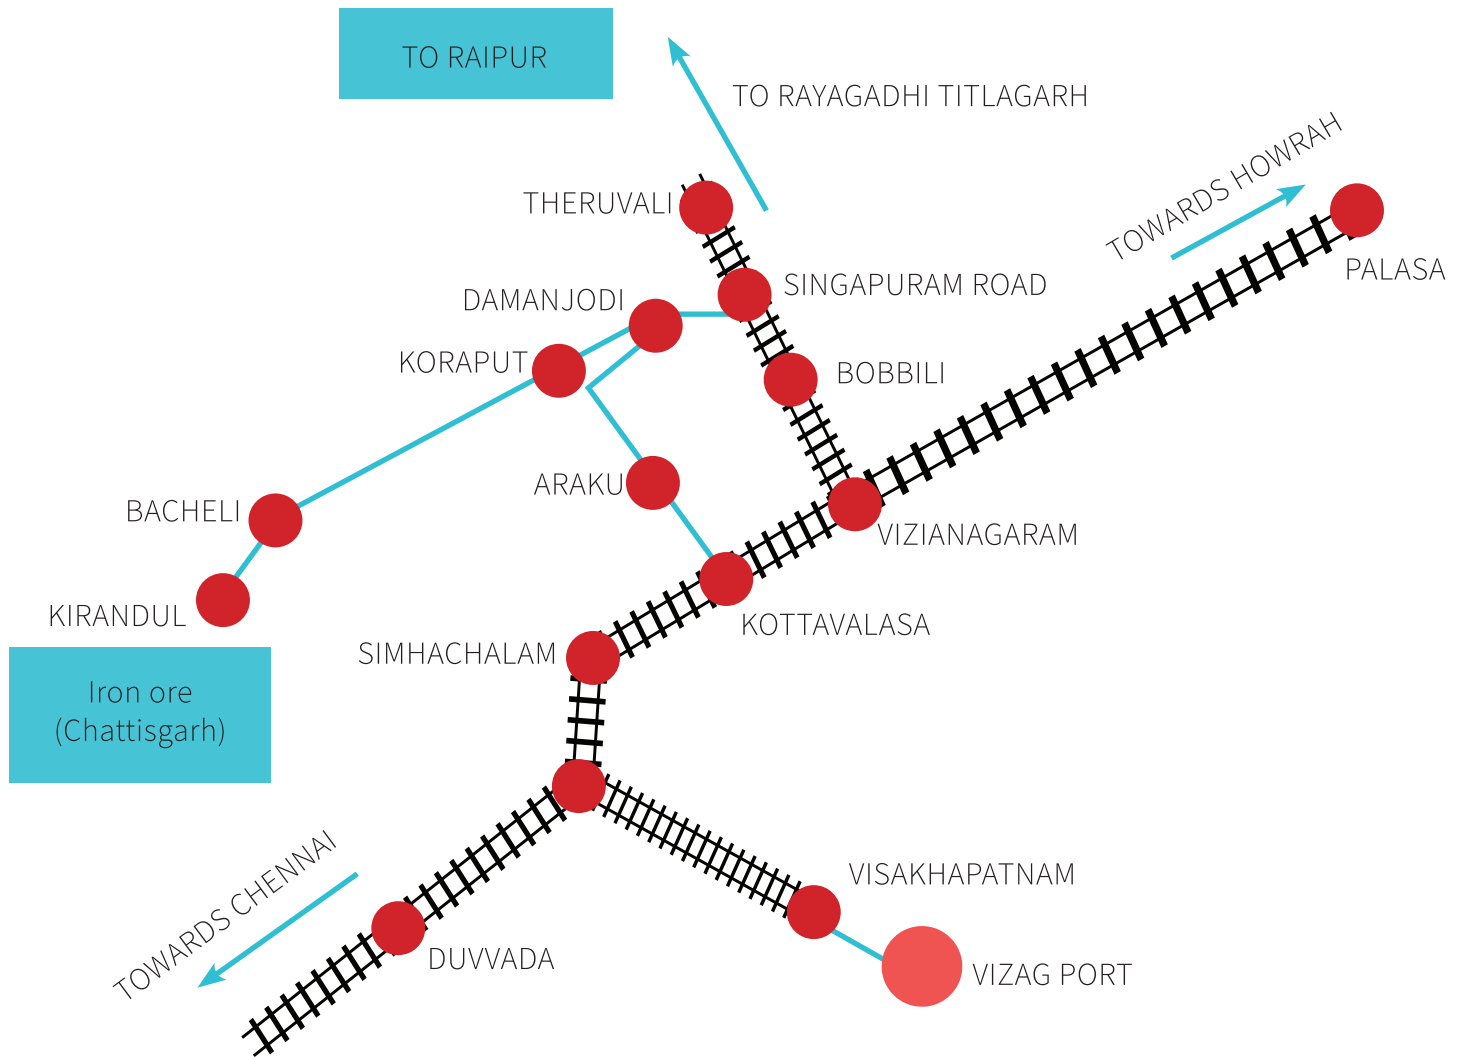 TO RAIPUR
TO RAYAGADHI TITLAGARH
TOWARDS HOWRAH
THERUVALI
PALASA
SINGAPURAM ROAD
DAMANJODI
KORAPUT
BOBBILI
ARAKU
BACHELI
VIZIANAGARAM
KIRANDUL
KOTTAVALASA
SIMHACHALAM
Iron ore
(Chattisgarh)
TOWARDS CHENNAI
VISAKHAPATNAM
DUVVADA
VIZAG PORT